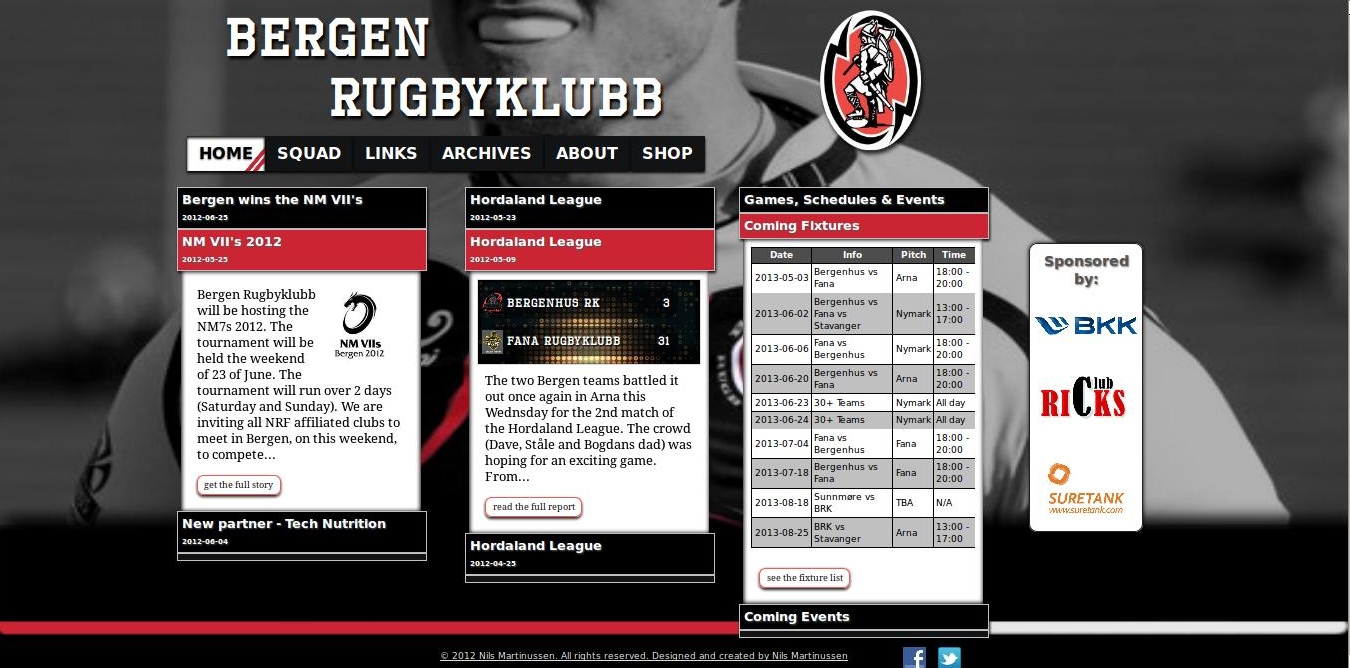 BERGEN
RUGBYKLUBB
HOME SQUAD LINKS ARCHIVES ABOUT SHOP
Bergen wins the NM VII's
2012-06-25
NM VII's 2012
2012-05-25
Bergen Rugbyklubb
will be hosting the
NM7s 2012. The
tournament will be
held the weekend
of 23 of June. The
tournament will run over 2 days
(Saturday and Sunday). We are
inviting all NRF affiliated clubs to
meet in Bergen, on this weekend,
to compete...
NM VIIs
Bergen 2012
get the full story
New partner - Tech Nutrition
2012-06-04
Hordaland League
2012-05-23
Hordaland League
2012-05-09
BERGENHUS RK 3
FANA RUGBYKLUBB 31
The two Bergen teams battled it
out once again in Arna this
Wednsday for the 2nd match of
the Hordaland League. The crowd
(Dave, Ståle and Bogdans dad) was
hoping for an exciting game.
From...
read the full report
Hordaland League
2012-04-25
Games, Schedules & Events
Coming Fixtures
Date Info Pitch Time
2013-05-03 Bergenhus vs Fana Arna 18:00 - 20:00
2013-06-02 Bergenhus vs Fana vs Stavanger Nymark 13:00 - 17:00
2013-06-06 Fana vs Bergenhus Nymark 18:00 - 20:00
2013-06-20 Bergenhus vs Fana Arna 18:00 - 20:00
2013-06-23 30+ Teams Nymark All day
2013-06-24 30+ Teams Nymark All day
2013-07-04 Fana vs Bergenhus Fana 18:00 - 20:00
2013-07-18 Bergenhus vs Fana Fana 18:00 - 20:00
2013-08-18 Sunnmøre vs BRK TBA N/A
2013-08-25 BRK vs Stavanger Arna 13:00 - 17:00
see the fixture list
Coming Events
Sponsored
by:
BKK
Club
RICKS
SURETANK
www.suretank.com
© 2012 Nils Martinussen. All rights reserved. Designed and created by Nils Martinussen